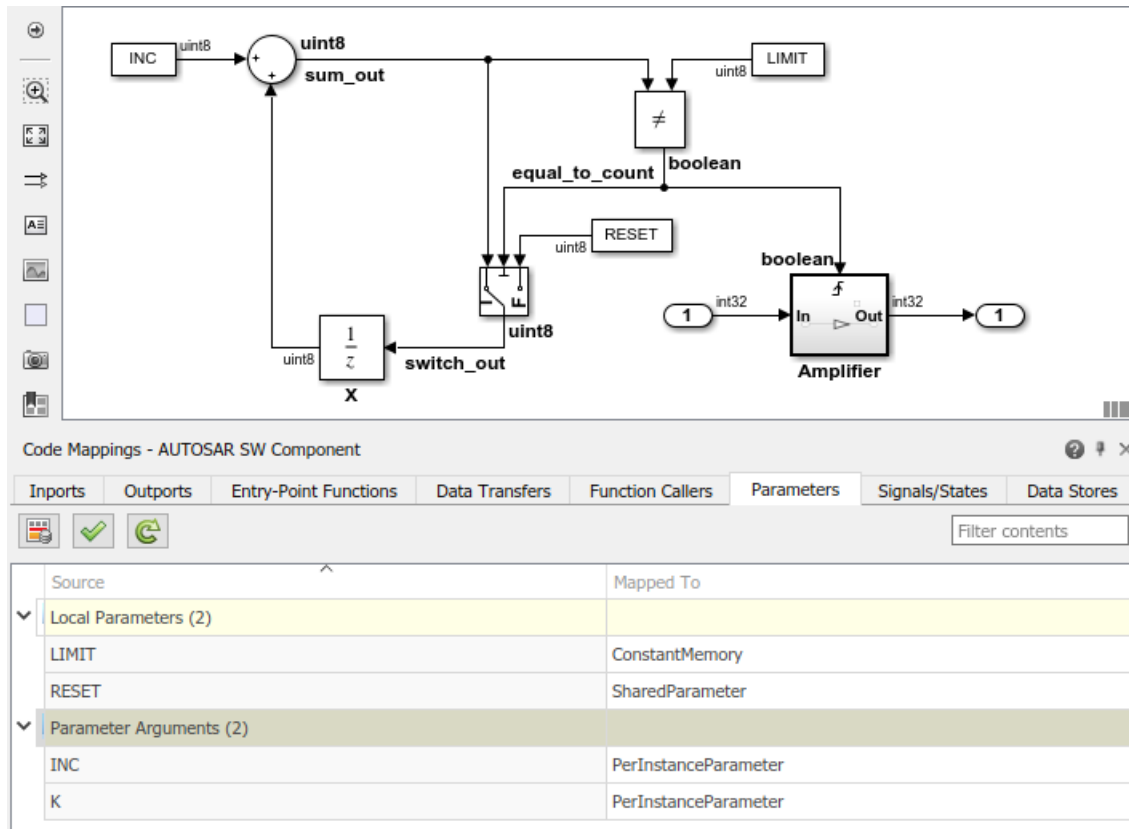 INC
uint8
+
+
uint8
sum_out
LIMIT
uint8
≠
boolean
equal_to_count
RESET
uint8
T
F
uint8
switch_out
1
z
uint8
X
boolean
1
int32
In
Out
int32
1
Amplifier
A
Code Mappings - AUTOSAR SW Component
?
Inports Outports Entry-Point Functions Data Transfers Function Callers Parameters Signals/States Data Stores
Filter contents
Source Mapped To
Local Parameters (2)
LIMIT ConstantMemory
RESET SharedParameter
Parameter Arguments (2)
INC PerInstanceParameter
K PerInstanceParameter